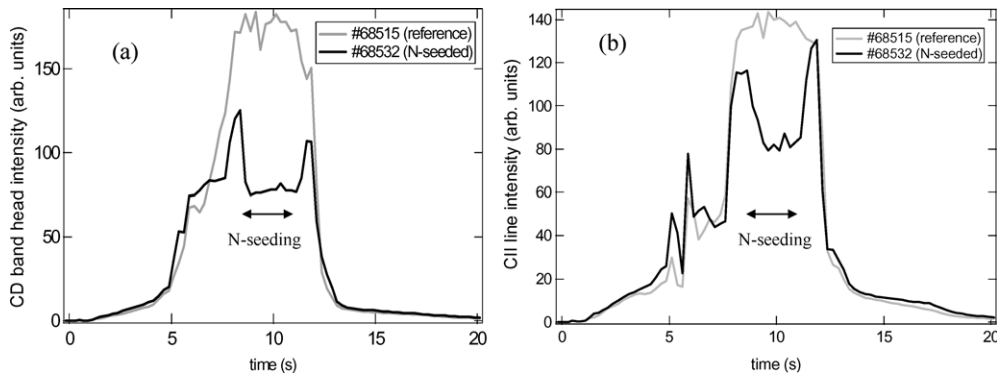 (a)
#68515 (reference)
#68532 (N-seeded)
CD band head intensity (arb. units)
150
100
50
0
N-seeding
0 5 10 15 20
time (s)
(b)
#68515 (reference)
#68532 (N-seeded)
CII line intensity (arb. units)
140
120
100
80
60
40
20
0
N-seeding
0 5 10 15 20
time (s)